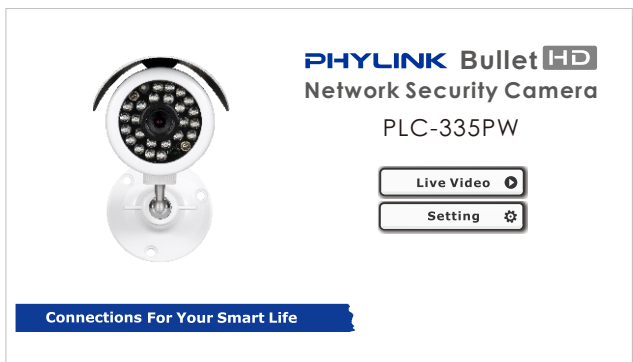 PHYLINK Bullet HD
Network Security Camera
PLC-335PW
Live Video
Setting
Connections For Your Smart Life